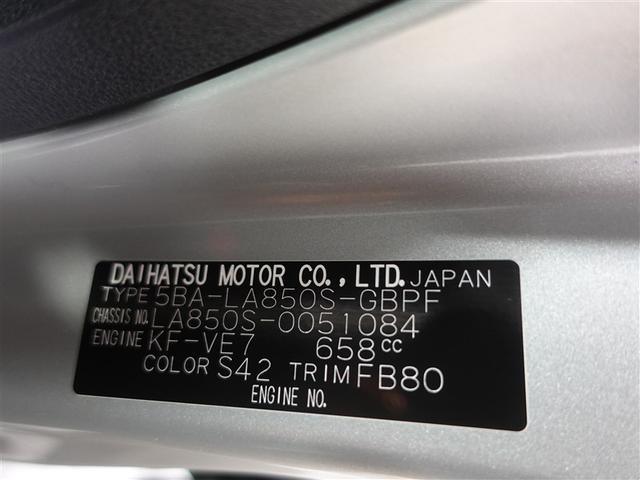 DAIHATSU MOTOR CO., LTD. JAPAN
TYPE 5BA-LA850S-GBPF
CHASSIS NO. LA850S-0051084
ENGINE KF-VE7 658cc
COLOR S42 TRIM FB80
ENGINE NO.